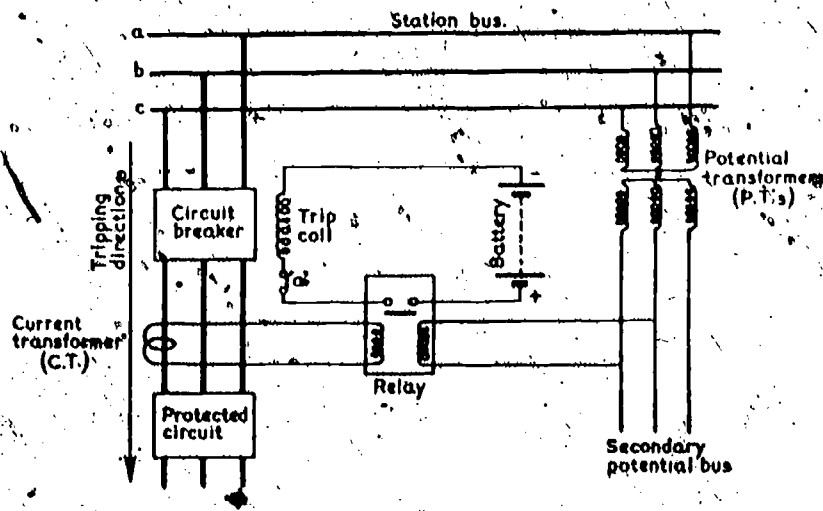 Station bus.
a
b
c
Potential
transformers
(P.T.'s)
Tripping
direction
Circuit
breaker
Trip
coil
Battery
-
+
a
Current
transformer
(C.T.)
Relay
Protected
circuit
Secondary
potential bus